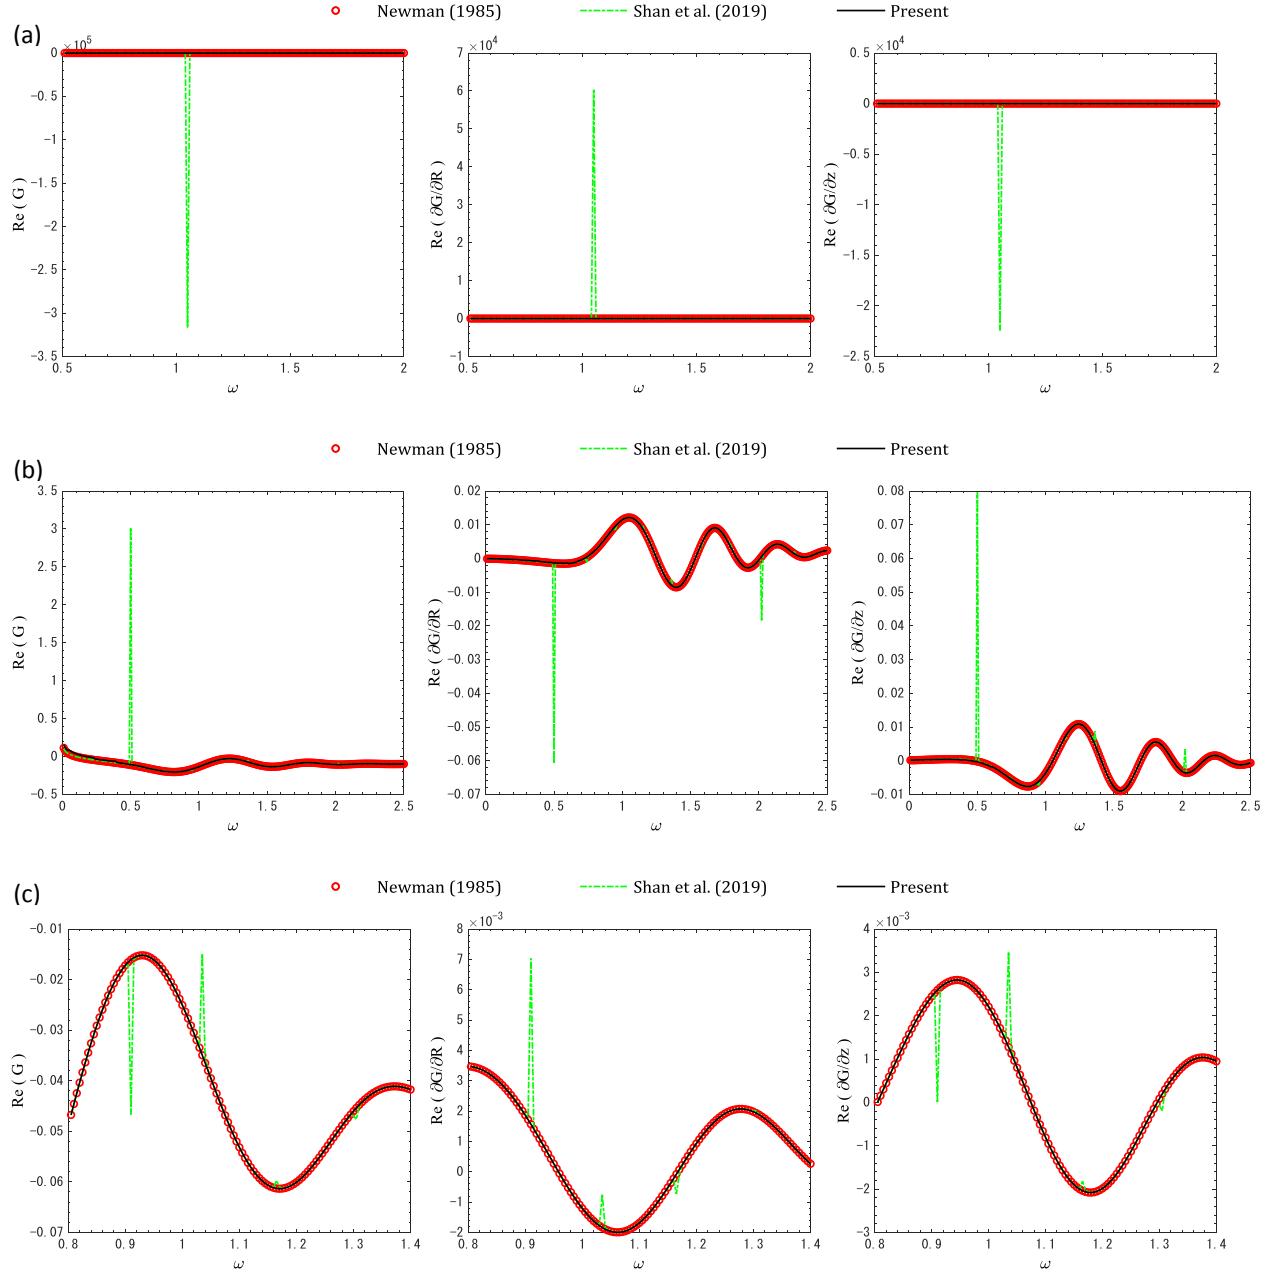 Newman (1985) Shan et al. (2019) Present
(a)
×10⁵ ×10⁴ ×10⁴
0 -0.5 -1 -1.5 -2 -2.5 -3 -3.5
Re ( G )
0.5 1 1.5 2
ω
7 6 5 4 3 2 1 0 -1
Re ( ∂G/∂R )
0.5 1 1.5 2
ω
0.5 0 -0.5 -1 -1.5 -2 -2.5
Re ( ∂G/∂z )
0.5 1 1.5 2
ω
Newman (1985) Shan et al. (2019) Present
(b)
3.5 3 2.5 2 1.5 1 0.5 0 -0.5
Re ( G )
0 0.5 1 1.5 2 2.5
ω
0.02 0.01 0 -0.01 -0.02 -0.03 -0.04 -0.05 -0.06 -0.07
Re ( ∂G/∂R )
0 0.5 1 1.5 2 2.5
ω
0.08 0.07 0.06 0.05 0.04 0.03 0.02 0.01 0 -0.01
Re ( ∂G/∂z )
0 0.5 1 1.5 2 2.5
ω
Newman (1985) Shan et al. (2019) Present
(c)
-0.01 -0.02 -0.03 -0.04 -0.05 -0.06 -0.07
Re ( G )
0.8 0.9 1 1.1 1.2 1.3 1.4
ω
×10⁻³
8 7 6 5 4 3 2 1 0 -1 -2
Re ( ∂G/∂R )
0.8 0.9 1 1.1 1.2 1.3 1.4
ω
×10⁻³
4 3 2 1 0 -1 -2 -3
Re ( ∂G/∂z )
0.8 0.9 1 1.1 1.2 1.3 1.4
ω